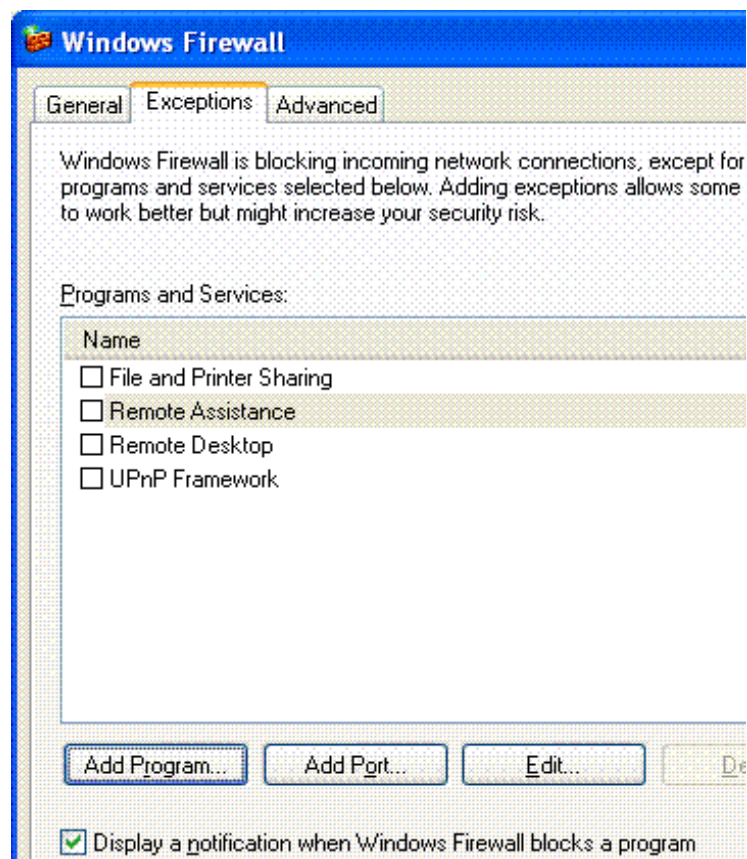 Windows Firewall
General Exceptions Advanced
Windows Firewall is blocking incoming network connections, except for
programs and services selected below. Adding exceptions allows some
to work better but might increase your security risk.
Programs and Services:
Name
File and Printer Sharing
Remote Assistance
Remote Desktop
UPnP Framework
Add Program... Add Port... Edit... De
Display a notification when Windows Firewall blocks a program